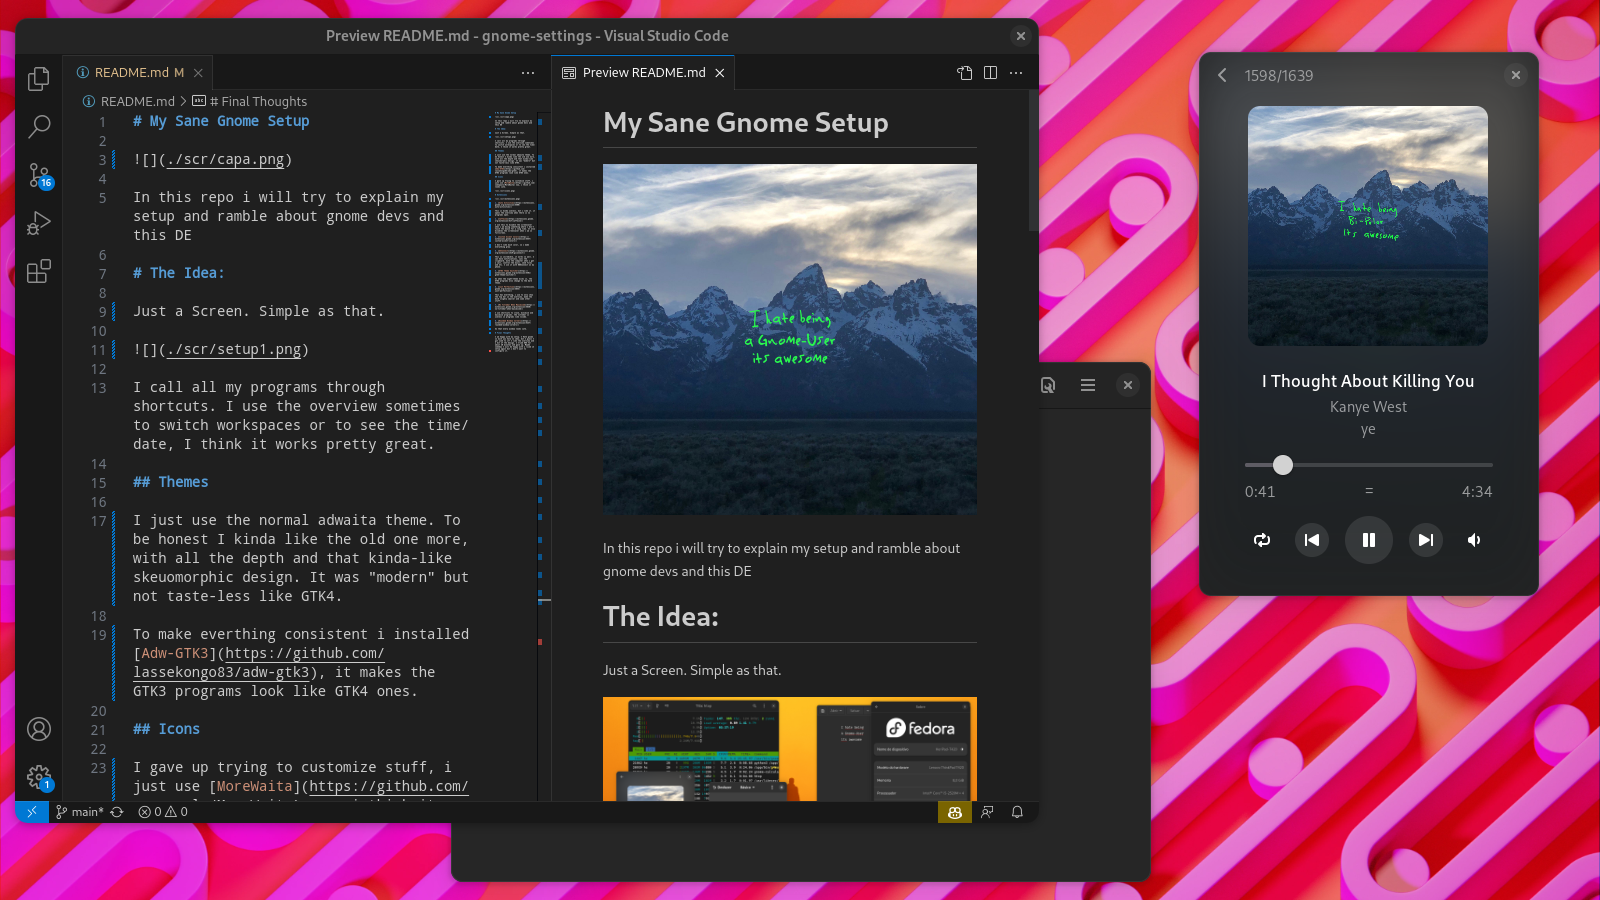 Preview README.md - gnome-settings - Visual Studio Code
README.md M
README.md > # Final Thoughts
1 # My Sane Gnome Setup
2
3 ![](./scr/capa.png)
4
5 In this repo i will try to explain my
setup and ramble about gnome devs and
this DE
6
7 # The Idea:
8
9 Just a Screen. Simple as that.
10
11 ![](./scr/setup1.png)
12
13 I call all my programs through
shortcuts. I use the overview sometimes
to switch workspaces or to see the time/
date, I think it works pretty great.
14
15 ## Themes
16
17 I just use the normal adwaita theme. To
be honest I kinda like the old one more,
with all the depth and that kinda-like
skeuomorphic design. It was "modern" but
not taste-less like GTK4.
18
19 To make everthing consistent i installed
[Adw-GTK3](https://github.com/
lassekongo83/adw-gtk3), it makes the
GTK3 programs look like GTK4 ones.
20
21 ## Icons
22
23 I gave up trying to customize stuff, i
just use [MoreWaita](https://github.com/
16
1
main*
0 0
Preview README.md
My Sane Gnome Setup
I hate being
a Gnome-User
its awesome
In this repo i will try to explain my setup and ramble about
gnome devs and this DE
The Idea:
Just a Screen. Simple as that.
fedora
1598/1639
I hate being
Bi-Polar
its awesome
I Thought About Killing You
Kanye West
ye
0:41 = 4:34